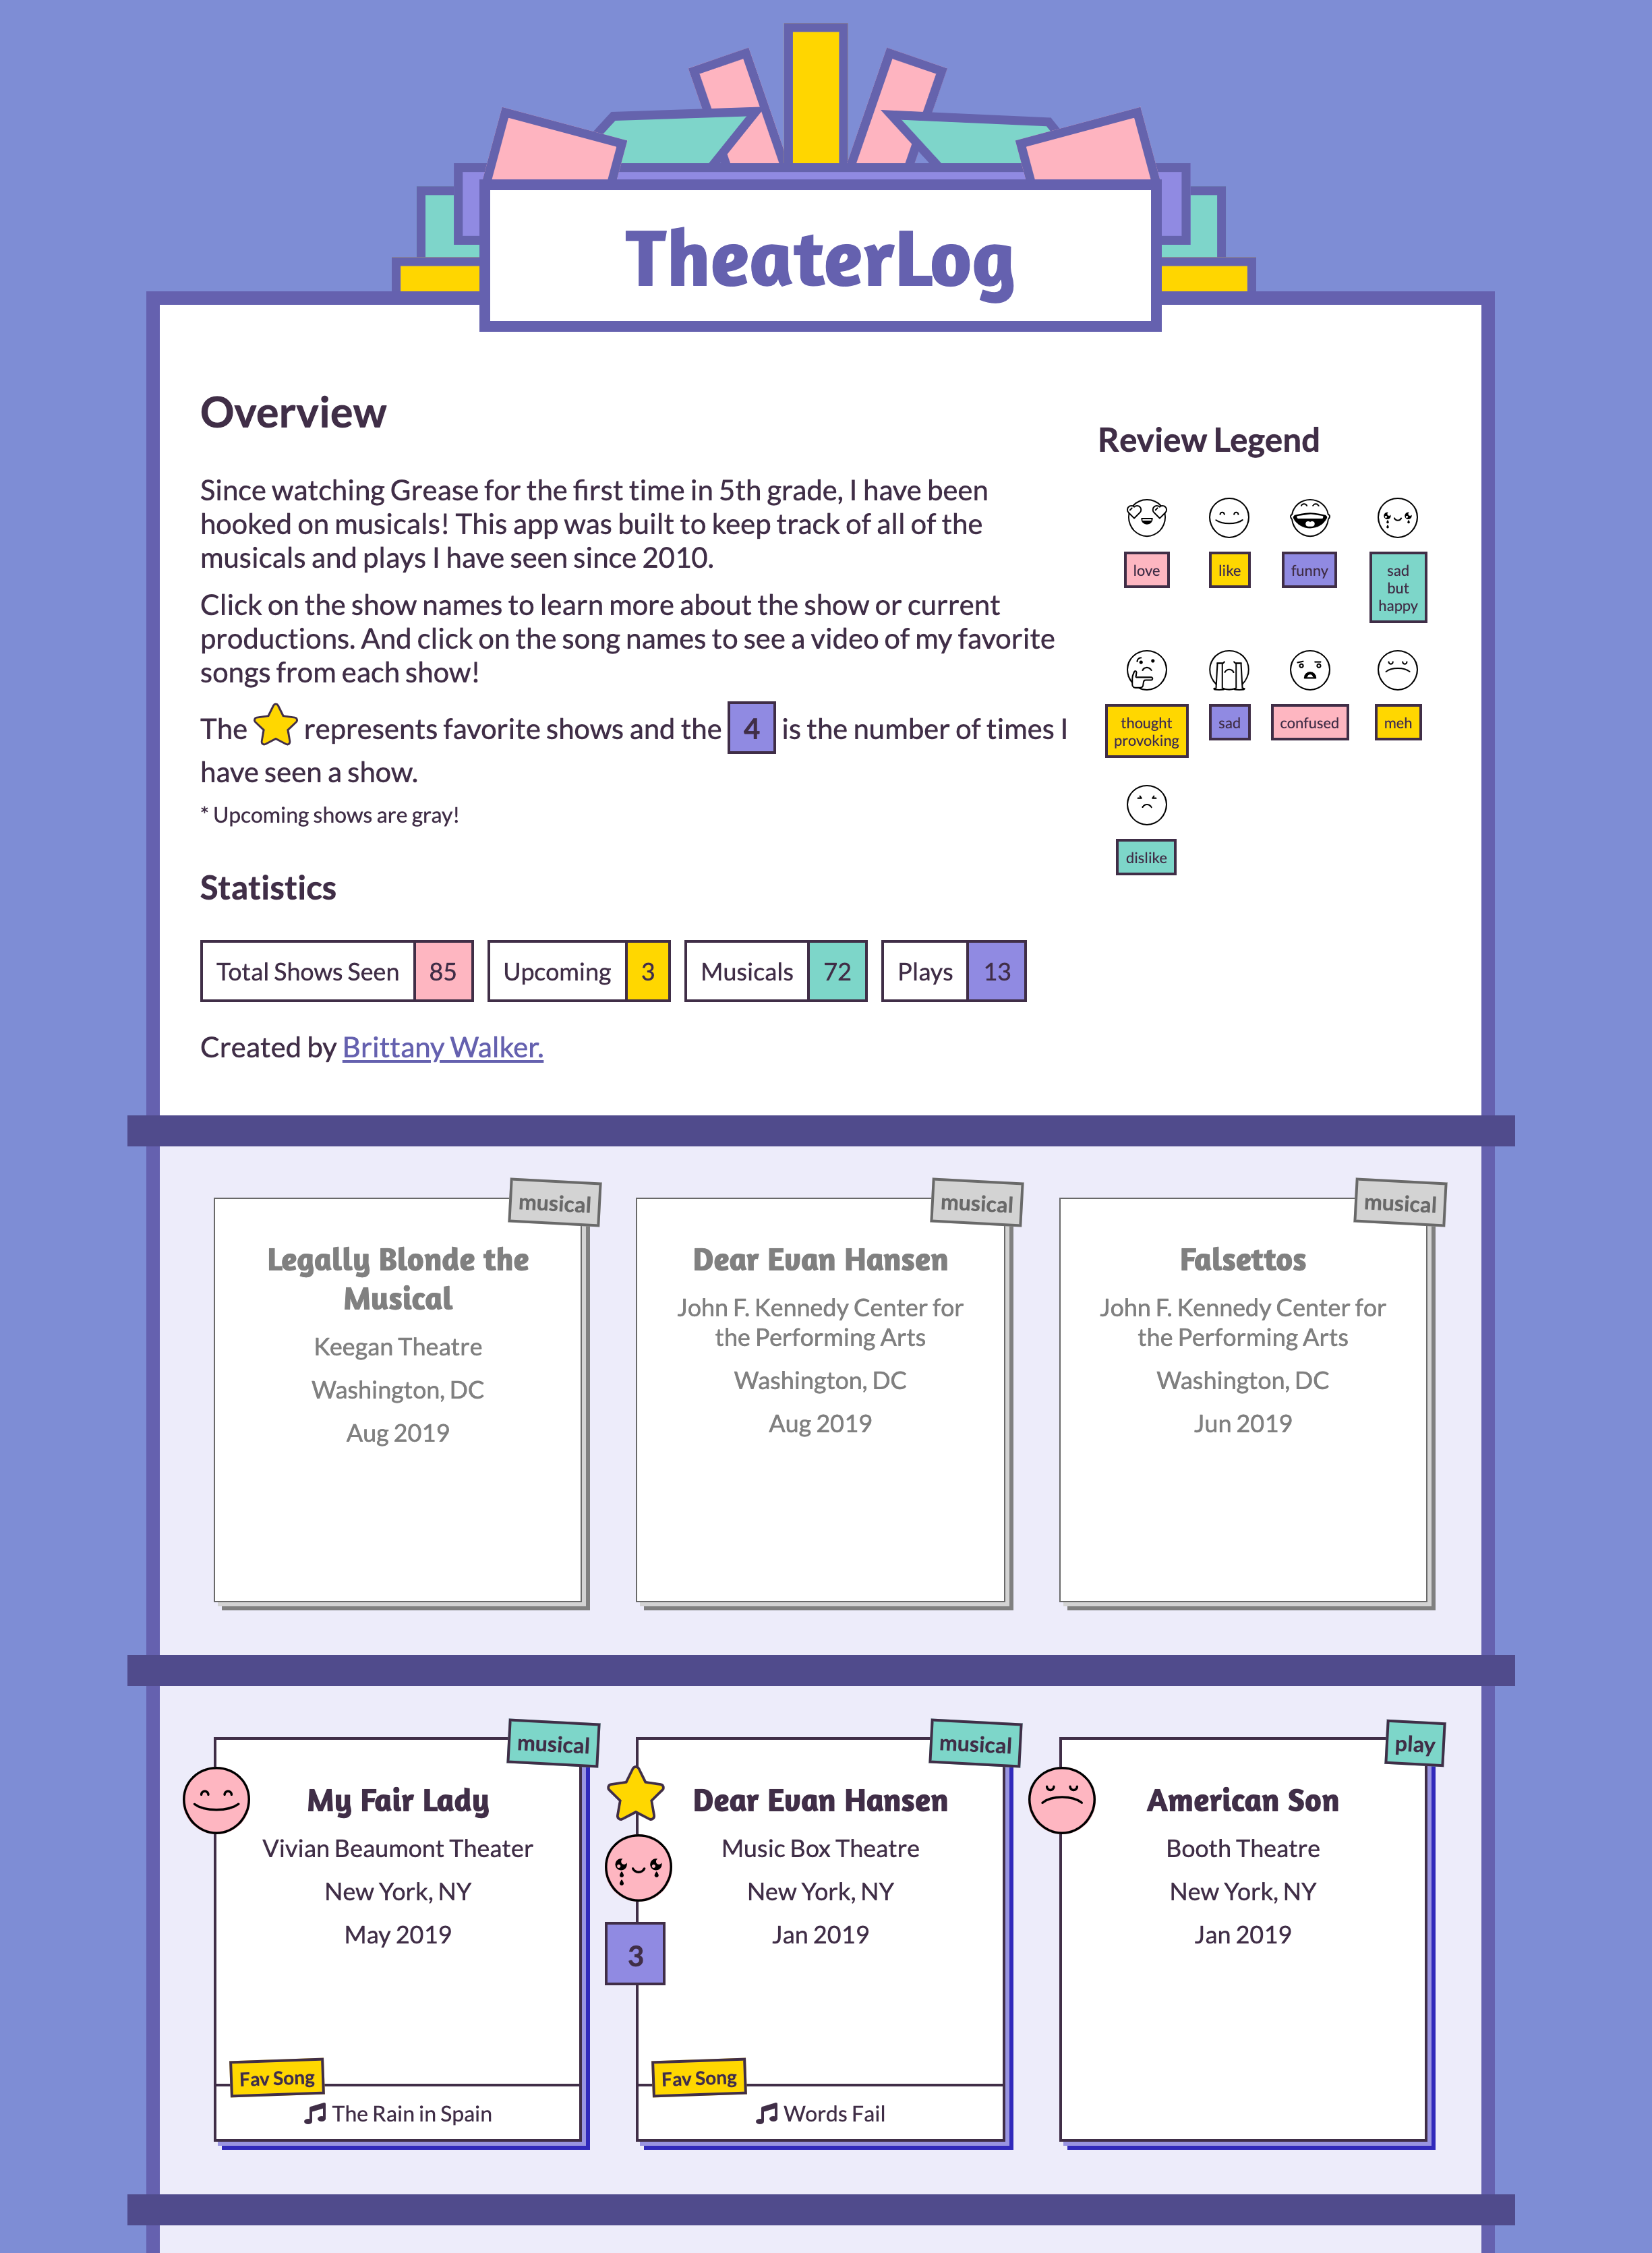 TheaterLog
Overview
Since watching Grease for the first time in 5th grade, I have been
hooked on musicals! This app was built to keep track of all of the
musicals and plays I have seen since 2010.
Click on the show names to learn more about the show or current
productions. And click on the song names to see a video of my favorite
songs from each show!
The represents favorite shows and the 4 is the number of times I
have seen a show.
* Upcoming shows are gray!
Review Legend
love
like
funny
sad
but
happy
thought
provoking
sad
confused
meh
dislike
Statistics
Total Shows Seen 85
Upcoming 3
Musicals 72
Plays 13
Created by Brittany Walker.
musical
Legally Blonde the
Musical
Keegan Theatre
Washington, DC
Aug 2019
musical
Dear Evan Hansen
John F. Kennedy Center for
the Performing Arts
Washington, DC
Aug 2019
musical
Falsettos
John F. Kennedy Center for
the Performing Arts
Washington, DC
Jun 2019
musical
My Fair Lady
Vivian Beaumont Theater
New York, NY
May 2019
Fav Song
The Rain in Spain
musical
Dear Evan Hansen
Music Box Theatre
New York, NY
Jan 2019
3
Fav Song
Words Fail
play
American Son
Booth Theatre
New York, NY
Jan 2019